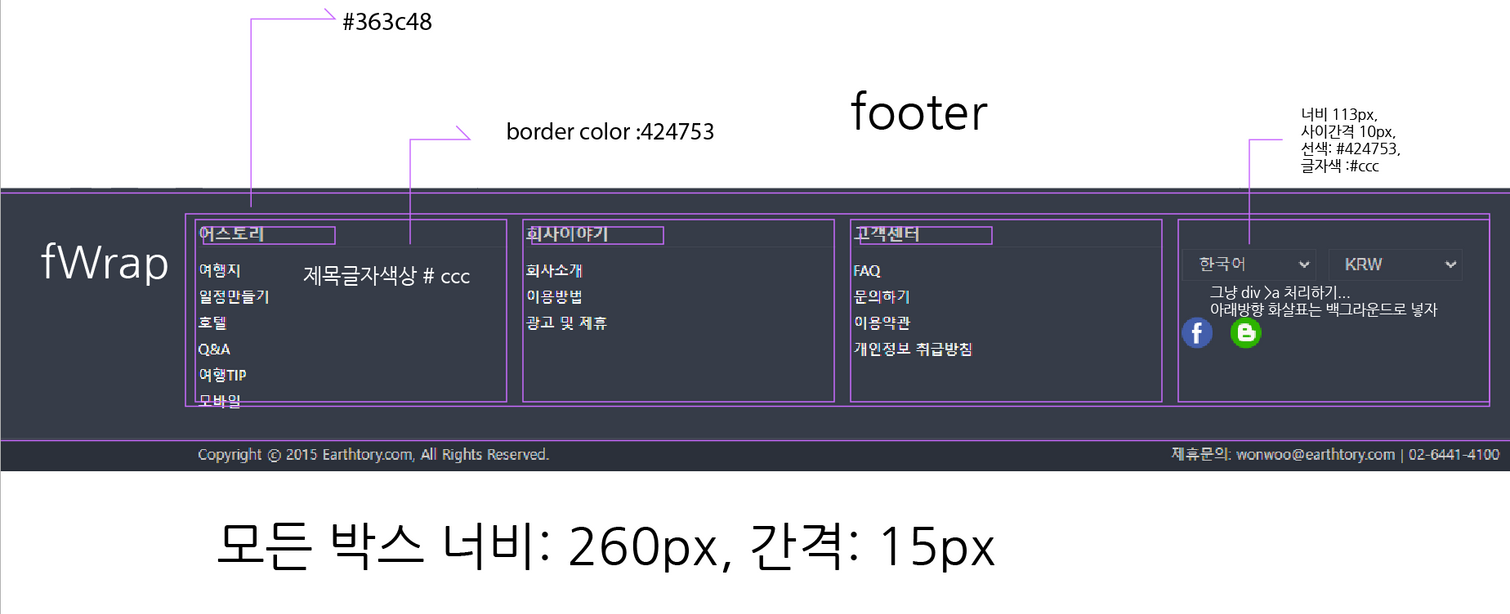 #363c48
footer
border color :424753
너비 113px,
사이간격 10px,
선색: #424753,
글자색 :#ccc
fWrap
어스토리
여행지
일정만들기
호텔
Q&A
여행TIP
모바일
제목글자색상 # ccc
회사이야기
회사소개
이용방법
광고 및 제휴
고객센터
FAQ
문의하기
이용약관
개인정보 취급방침
한국어
KRW
그냥 div >a 처리하기...
아래방향 화살표는 백그라운드로 넣자
f
B
Copyright © 2015 Earthtory.com, All Rights Reserved.
제휴문의: wonwoo@earthtory.com | 02-6441-4100
모든 박스 너비: 260px, 간격: 15px